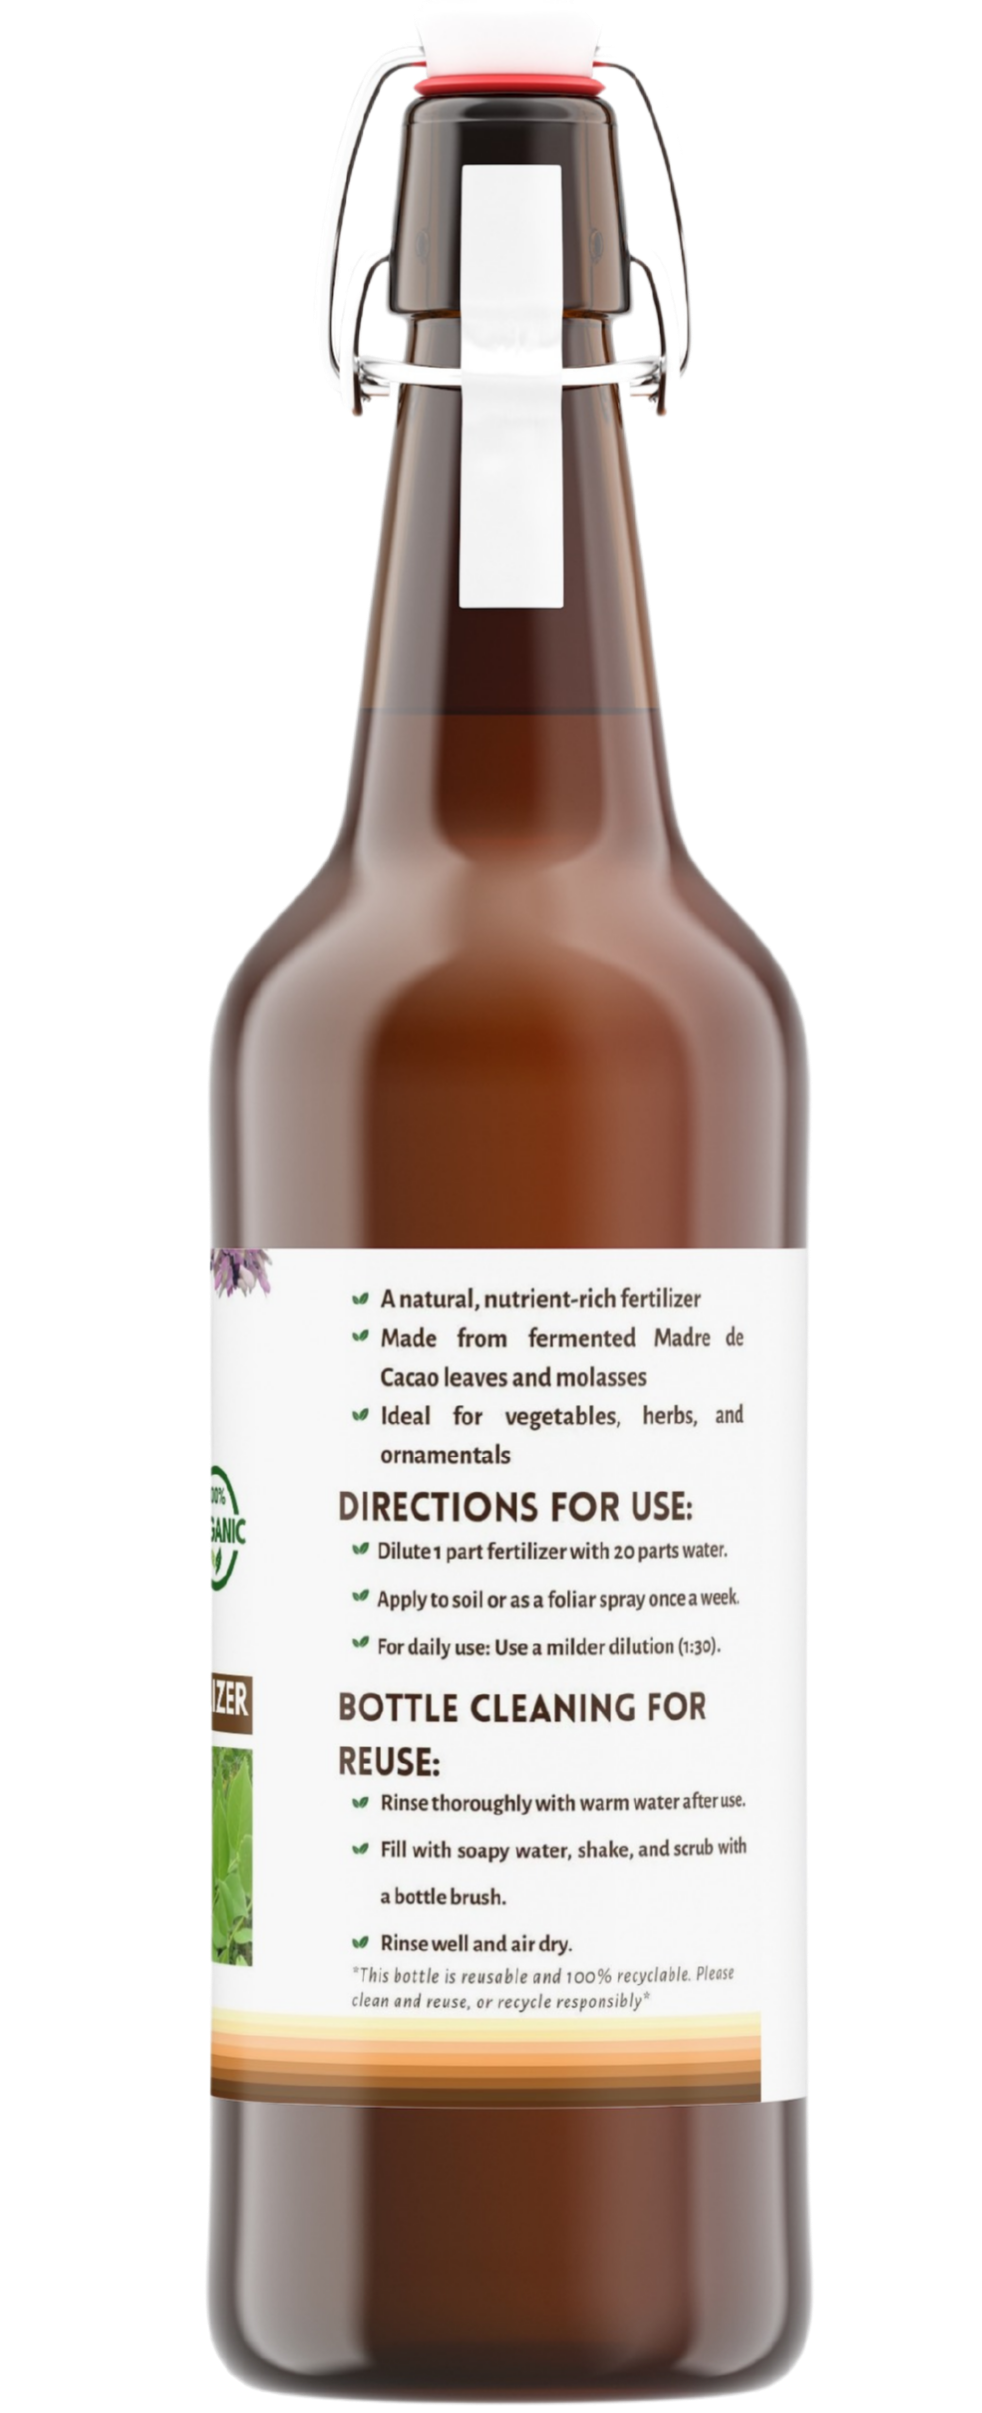 A natural, nutrient-rich fertilizer
Made from fermented Madre de
Cacao leaves and molasses
Ideal for vegetables, herbs, and
ornamentals
DIRECTIONS FOR USE:
Dilute 1 part fertilizer with 20 parts water.
Apply to soil or as a foliar spray once a week.
For daily use: Use a milder dilution (1:30).
BOTTLE CLEANING FOR
REUSE:
Rinse thoroughly with warm water after use.
Fill with soapy water, shake, and scrub with
a bottle brush.
Rinse well and air dry.
*This bottle is reusable and 100% recyclable. Please
clean and reuse, or recycle responsibly*
00%
GANIC
IZER